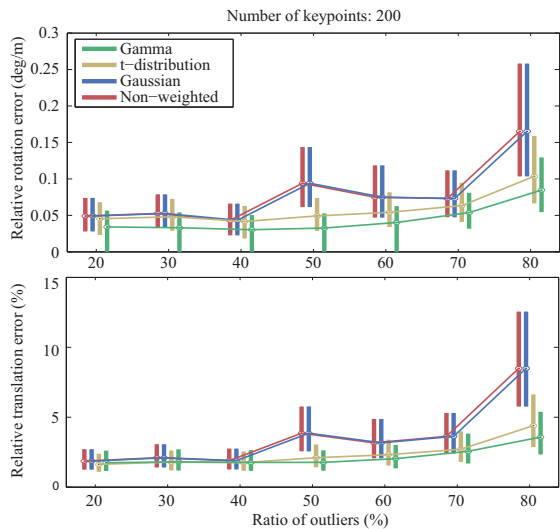 Number of keypoints: 200
Gamma
t−distribution
Gaussian
Non−weighted
Relative rotation error (deg/m)
0.3
0.2
0.1
0.15
0.05
0
20 30 40 50 60 70 80
Relative translation error (%)
15
10
5
0
20 30 40 50 60 70 80
Ratio of outliers (%)